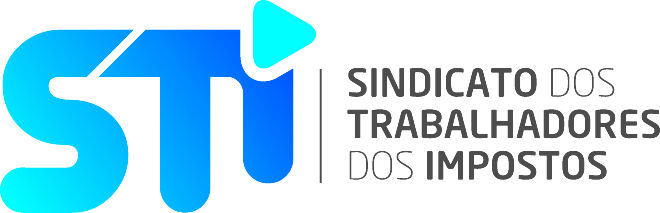 STI
SINDICATO DOS
TRABALHADORES
DOS IMPOSTOS